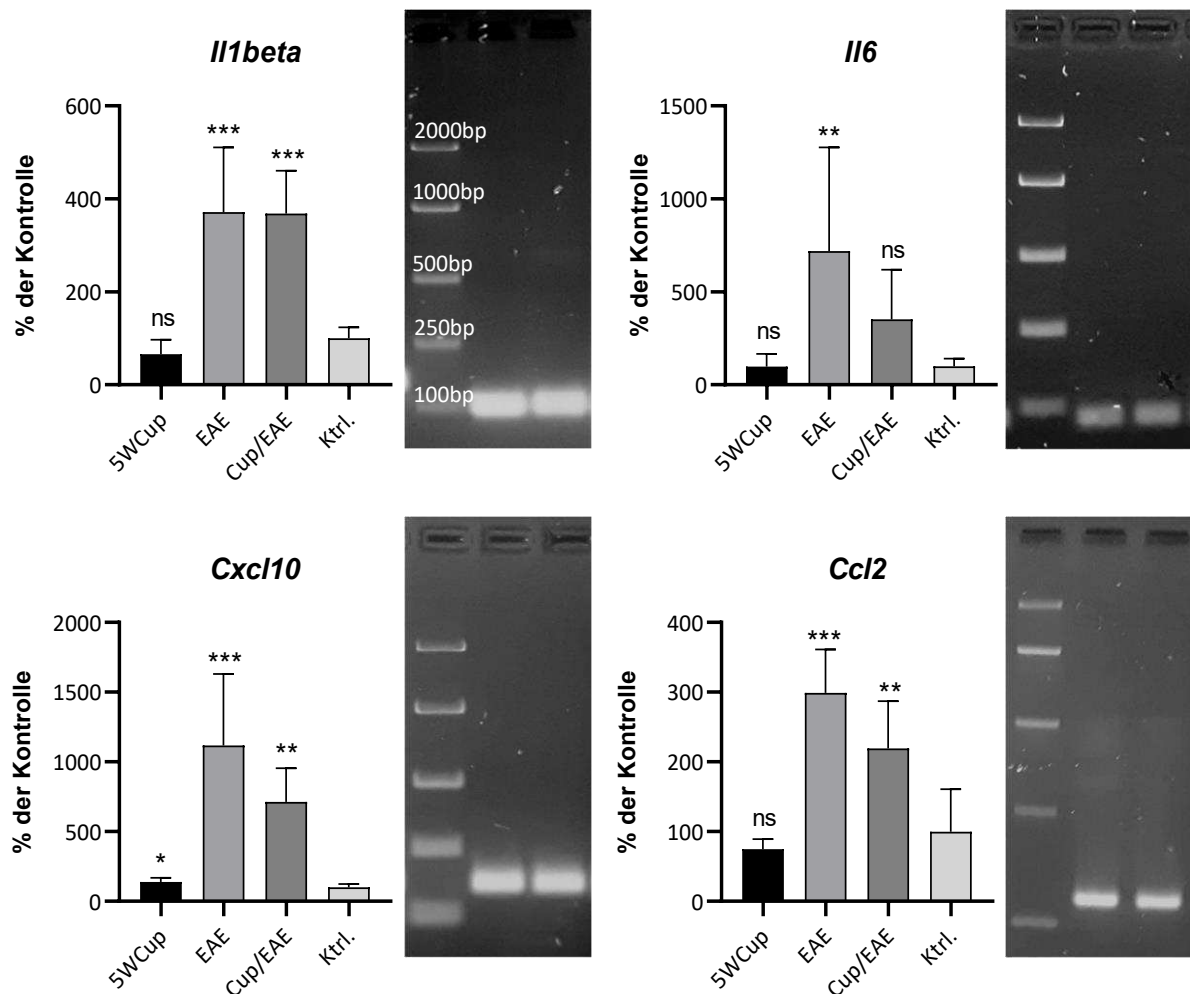 Il1beta
% der Kontrolle
600
400
200
0
ns
***
***
5WCup
EAE
Cup/EAE
Ktrl.
2000bp
1000bp
500bp
250bp
100bp
Il6
% der Kontrolle
1500
1000
500
0
ns
**
ns
5WCup
EAE
Cup/EAE
Ktrl.
Cxcl10
% der Kontrolle
2000
1500
1000
500
0
*
***
**
5WCup
EAE
Cup/EAE
Ktrl.
Ccl2
% der Kontrolle
400
300
200
100
0
ns
***
**
5WCup
EAE
Cup/EAE
Ktrl.